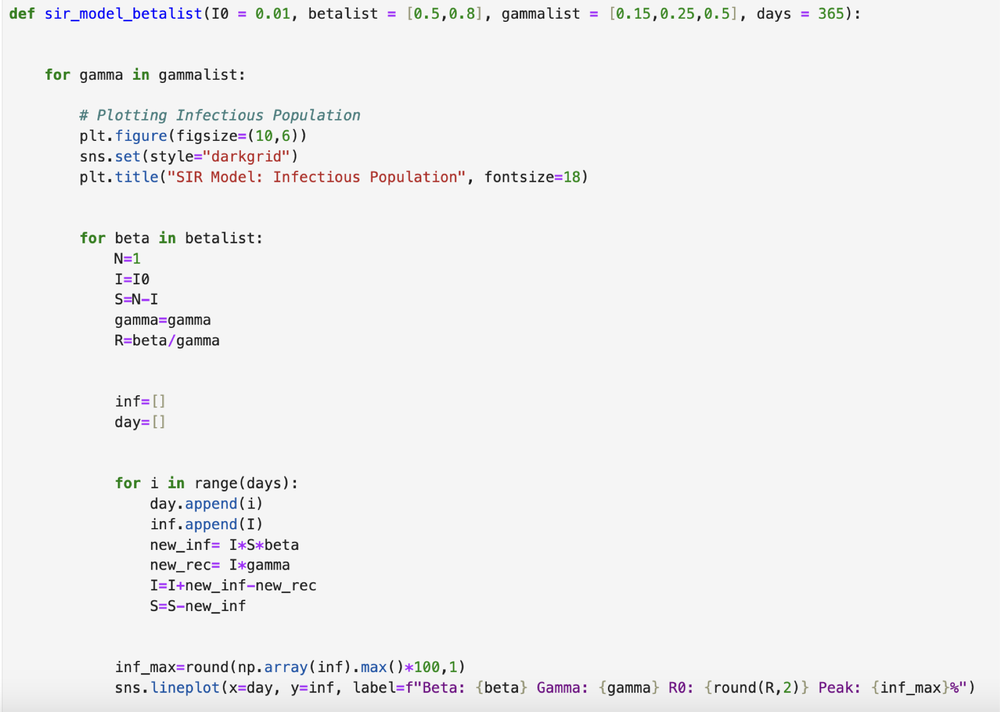 def sir_model_betalist(I0 = 0.01, betalist = [0.5,0.8], gammalist = [0.15,0.25,0.5], days = 365):
    for gamma in gammalist:
        # Plotting Infectious Population
        plt.figure(figsize=(10,6))
        sns.set(style="darkgrid")
        plt.title("SIR Model: Infectious Population", fontsize=18)
        for beta in betalist:
            N=1
            I=I0
            S=N-I
            gamma=gamma
            R=beta/gamma
            inf=[]
            day=[]
            for i in range(days):
                day.append(i)
                inf.append(I)
                new_inf= I*S*beta
                new_rec= I*gamma
                I=I+new_inf-new_rec
                S=S-new_inf
            inf_max=round(np.array(inf).max()*100,1)
            sns.lineplot(x=day, y=inf, label=f"Beta: {beta} Gamma: {gamma} R0: {round(R,2)} Peak: {inf_max}%")